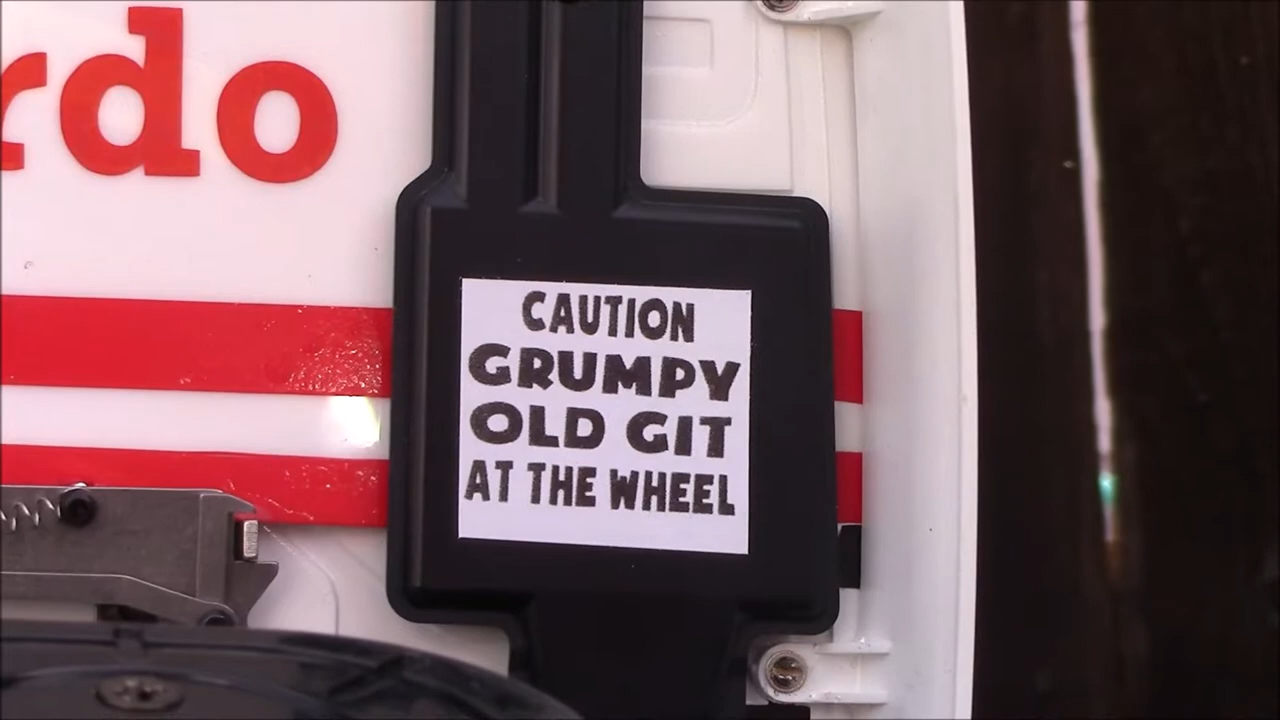 rdo
CAUTION
GRUMPY
OLD GIT
AT THE WHEEL